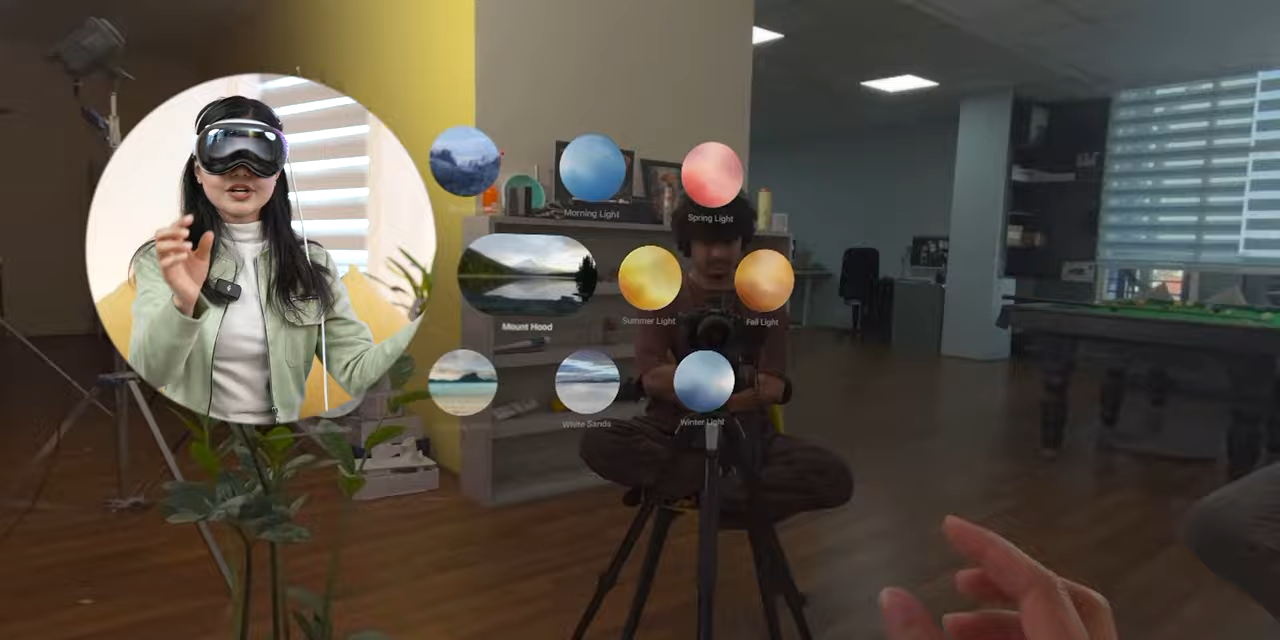 Morning Light
Spring Light
Mount Hood
Summer Light
Fall Light
White Sands
Winter Light